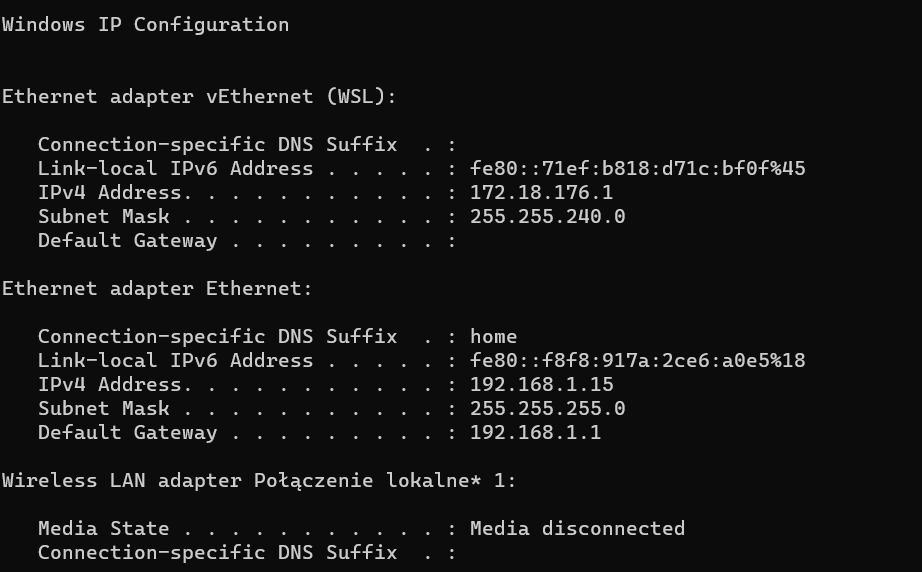 Windows IP Configuration
Ethernet adapter vEthernet (WSL):
Connection-specific DNS Suffix  . :
Link-local IPv6 Address . . . . . : fe80::71ef:b818:d71c:bf0f%45
IPv4 Address. . . . . . . . . . . : 172.18.176.1
Subnet Mask . . . . . . . . . . . : 255.255.240.0
Default Gateway . . . . . . . . . :
Ethernet adapter Ethernet:
Connection-specific DNS Suffix  . : home
Link-local IPv6 Address . . . . . : fe80::f8f8:917a:2ce6:a0e5%18
IPv4 Address. . . . . . . . . . . : 192.168.1.15
Subnet Mask . . . . . . . . . . . : 255.255.255.0
Default Gateway . . . . . . . . . : 192.168.1.1
Wireless LAN adapter Połączenie lokalne* 1:
Media State . . . . . . . . . . . : Media disconnected
Connection-specific DNS Suffix  . :